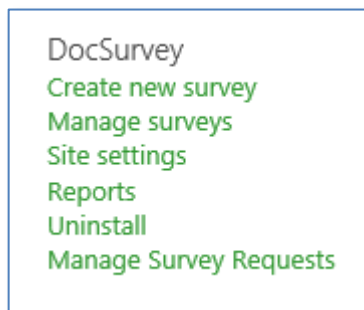 DocSurvey
Create new survey
Manage surveys
Site settings
Reports
Uninstall
Manage Survey Requests